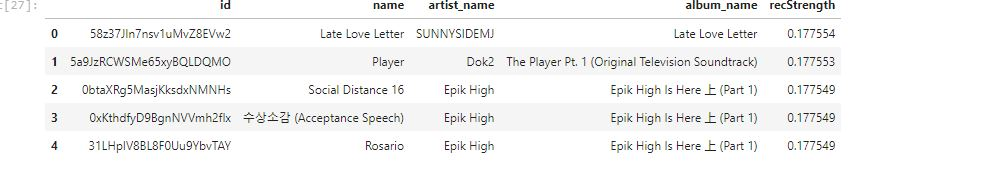 [27]:
id name artist_name album_name recStrength
0 58z37JIn7nsv1uMvZ8EVw2 Late Love Letter SUNNYSIDEMJ Late Love Letter 0.177554
1 5a9JzRCWSMe65xyBQLDQMO Player Dok2 The Player Pt. 1 (Original Television Soundtrack) 0.177553
2 0btaXRg5MasjKksdxNMNHs Social Distance 16 Epik High Epik High Is Here 上 (Part 1) 0.177549
3 0xKthdfyD9BgnNVVmh2fIx 수상소감 (Acceptance Speech) Epik High Epik High Is Here 上 (Part 1) 0.177549
4 31LHpIV8BL8F0Uu9YbvTAY Rosario Epik High Epik High Is Here 上 (Part 1) 0.177549